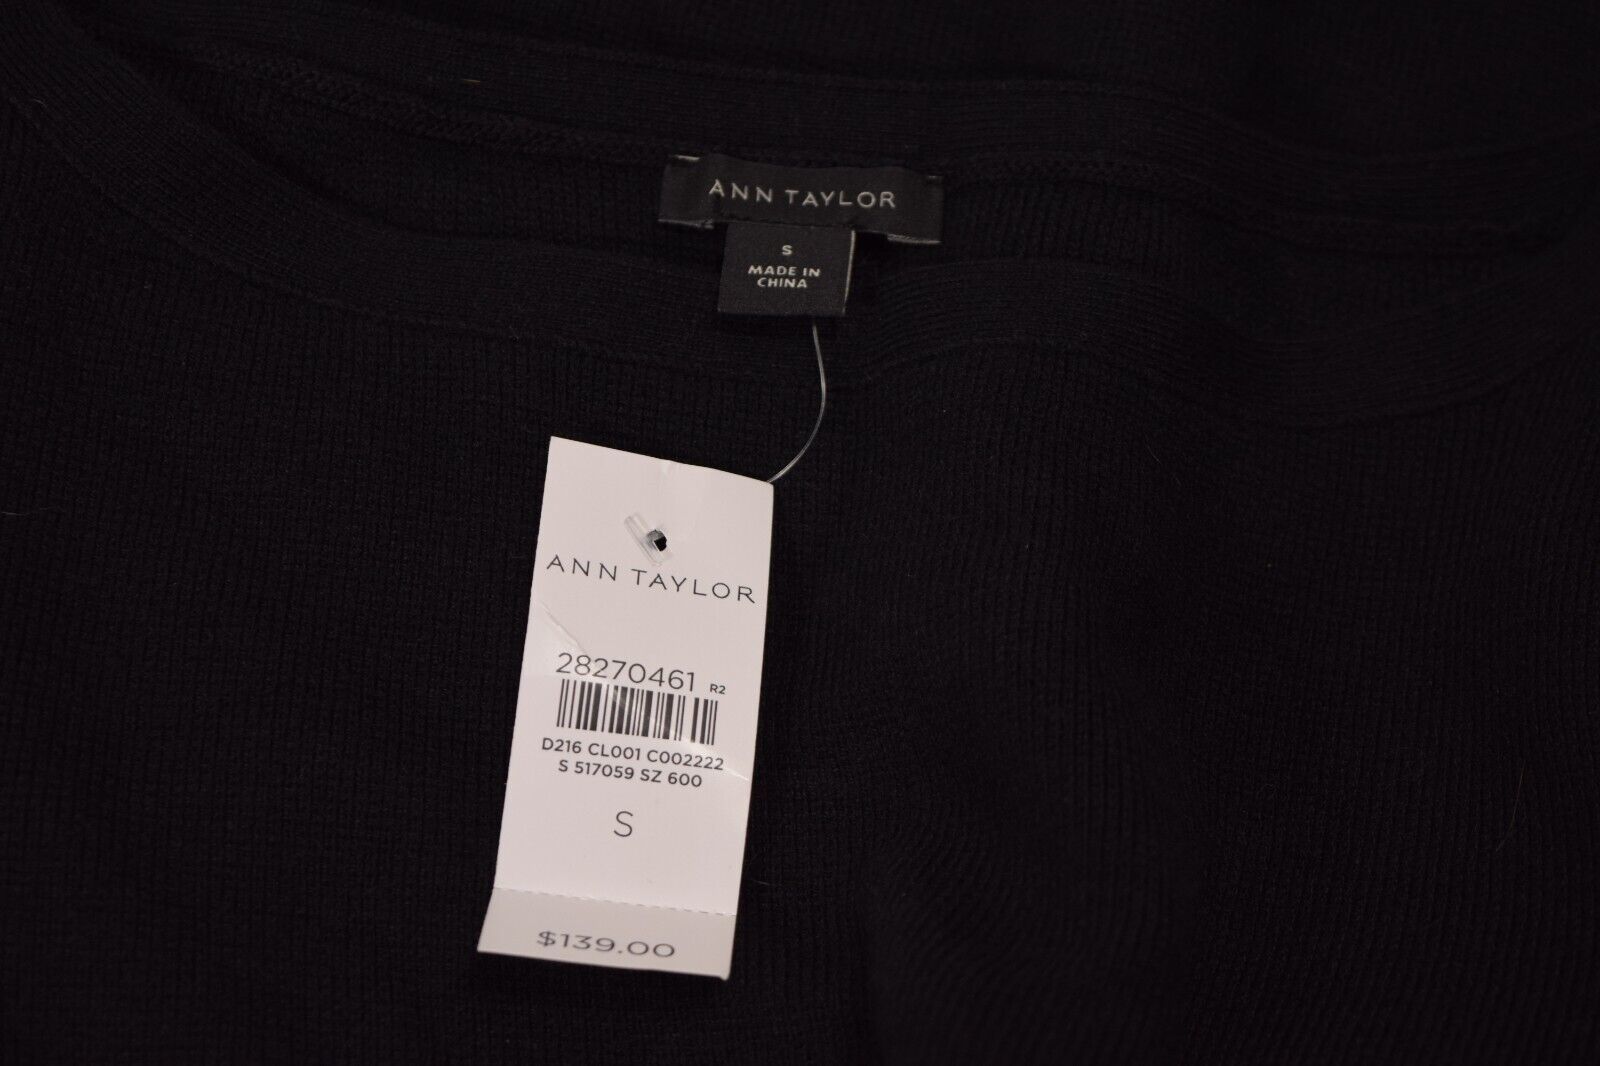 ANN TAYLOR
S
MADE IN
CHINA
ANN TAYLOR
28270461 R2
D216 CL001 C002222
S 517059 SZ 600
S
$139.00